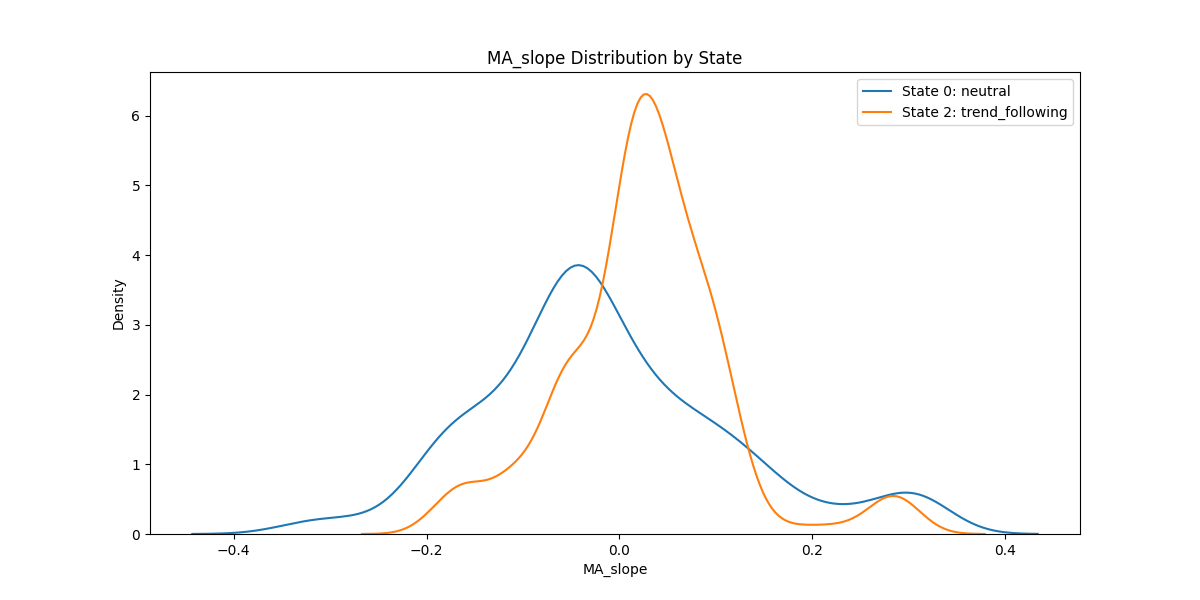 MA_slope Distribution by State
State 0: neutral
State 2: trend_following
6
5
4
3
2
1
0
Density
−0.4 −0.2 0.0 0.2 0.4
MA_slope